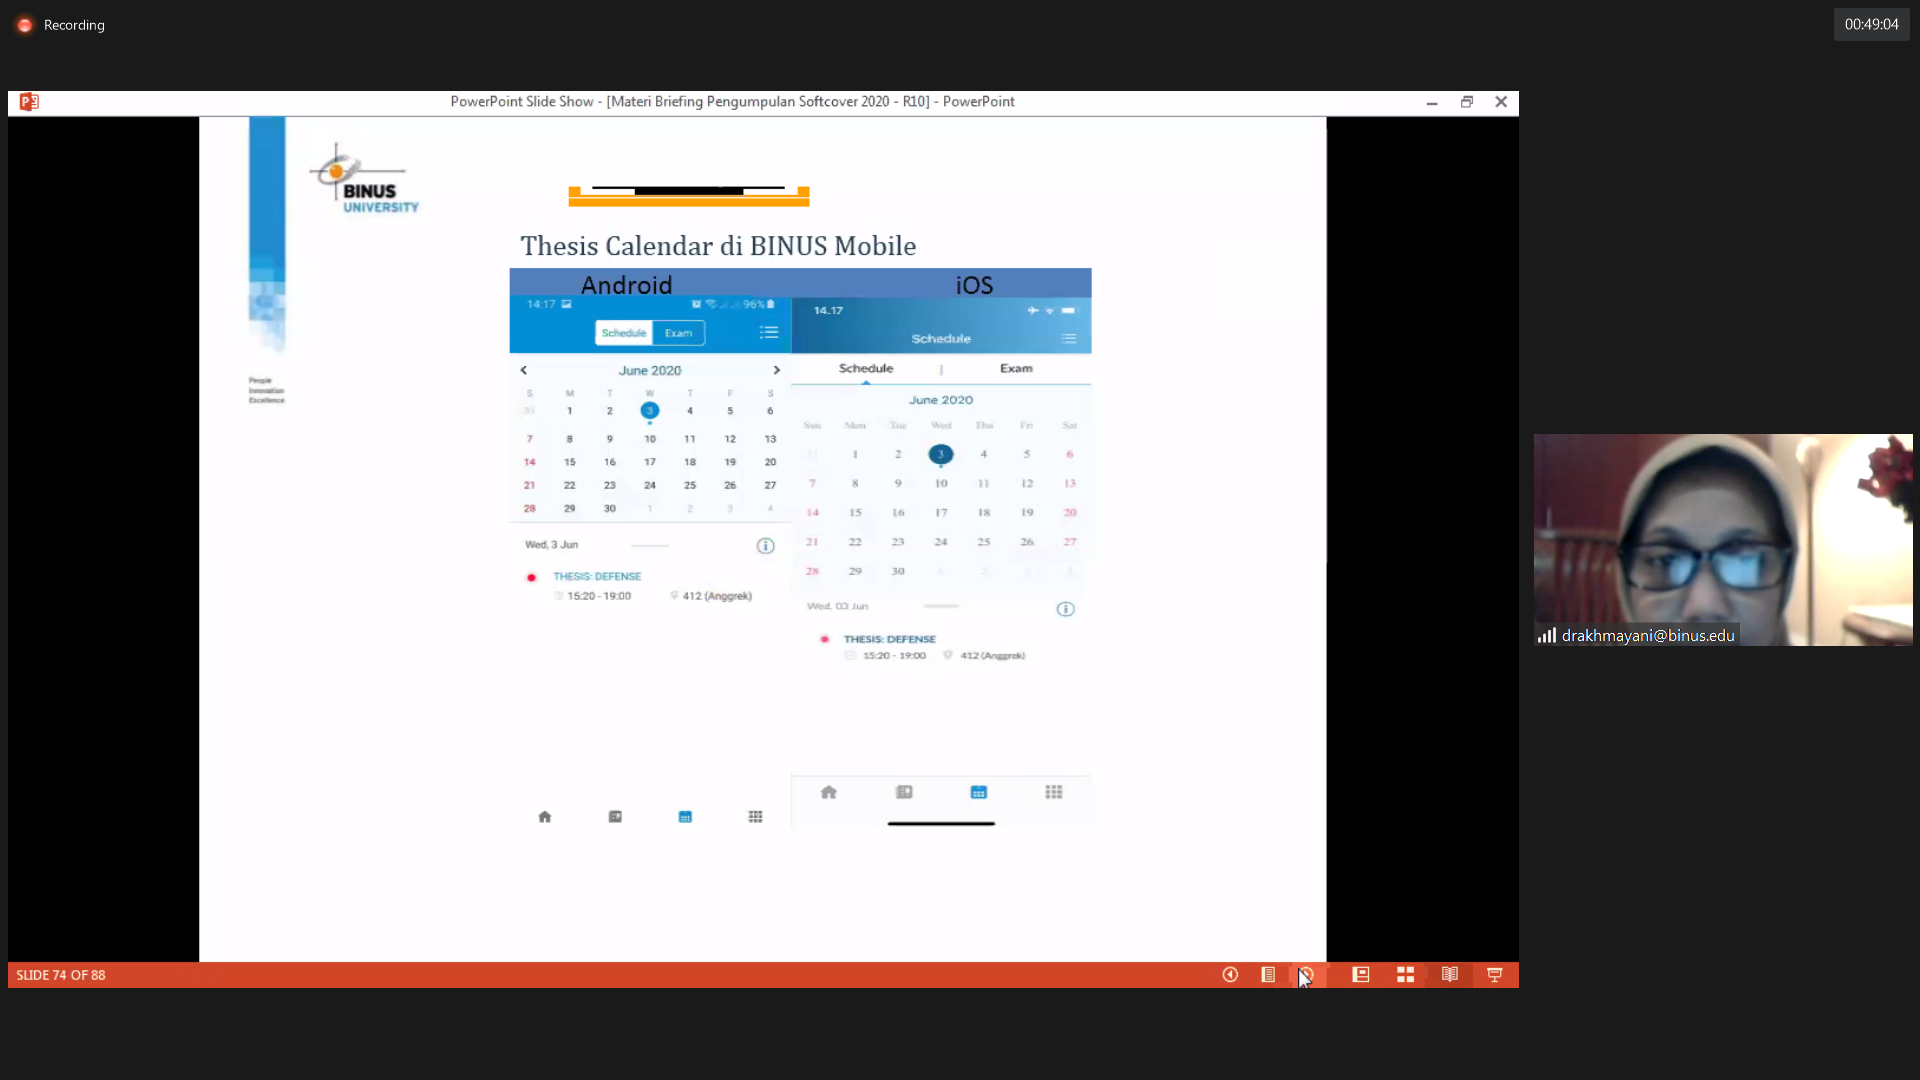 Recording
00:49:04
PowerPoint Slide Show - [Materi Briefing Pengumpulan Softcover 2020 - R10] - PowerPoint
BINUS
UNIVERSITY
People
Innovation
Excellence
Thesis Calendar di BINUS Mobile
Android
14:17 96%
Schedule Exam
June 2020
S M T W T F S
31 1 2 3 4 5 6
7 8 9 10 11 12 13
14 15 16 17 18 19 20
21 22 23 24 25 26 27
28 29 30 1 2 3 4
Wed, 3 Jun
THESIS: DEFENSE
15:20 - 19:00 412 (Anggrek)
iOS
14.17
Schedule
Schedule | Exam
June 2020
Sun Mon Tue Wed Thu Fri Sat
1 2 3 4 5 6
7 8 9 10 11 12 13
14 15 16 17 18 19 20
21 22 23 24 25 26 27
28 29 30
Wed, 03 Jun
THESIS: DEFENSE
15:20 - 19:00 412 (Anggrek)
drakhmayani@binus.edu
SLIDE 74 OF 88